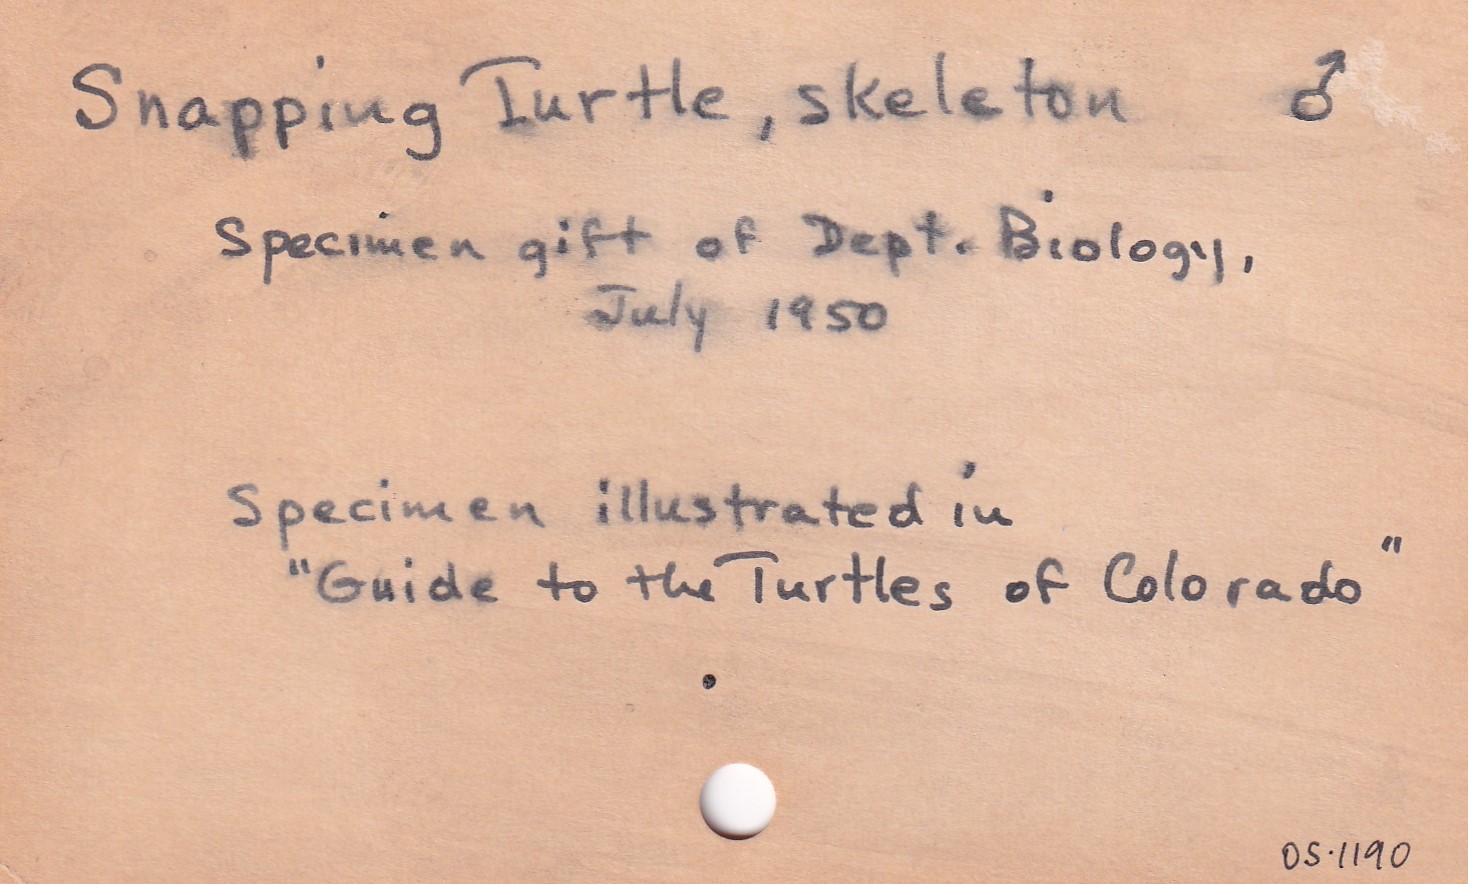 Snapping Turtle, skeleton ♂
Specimen gift of Dept. Biology,
July 1950
Specimen illustrated in
"Guide to the Turtles of Colorado"
OS·1190